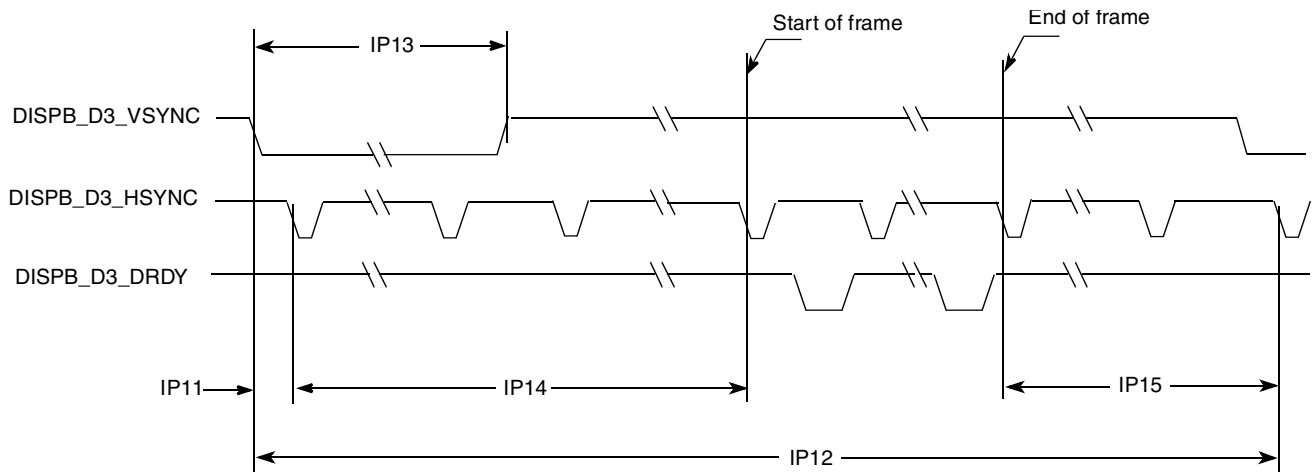 Start of frame
End of frame
IP13
DISPB_D3_VSYNC
DISPB_D3_HSYNC
DISPB_D3_DRDY
IP11
IP14
IP15
IP12